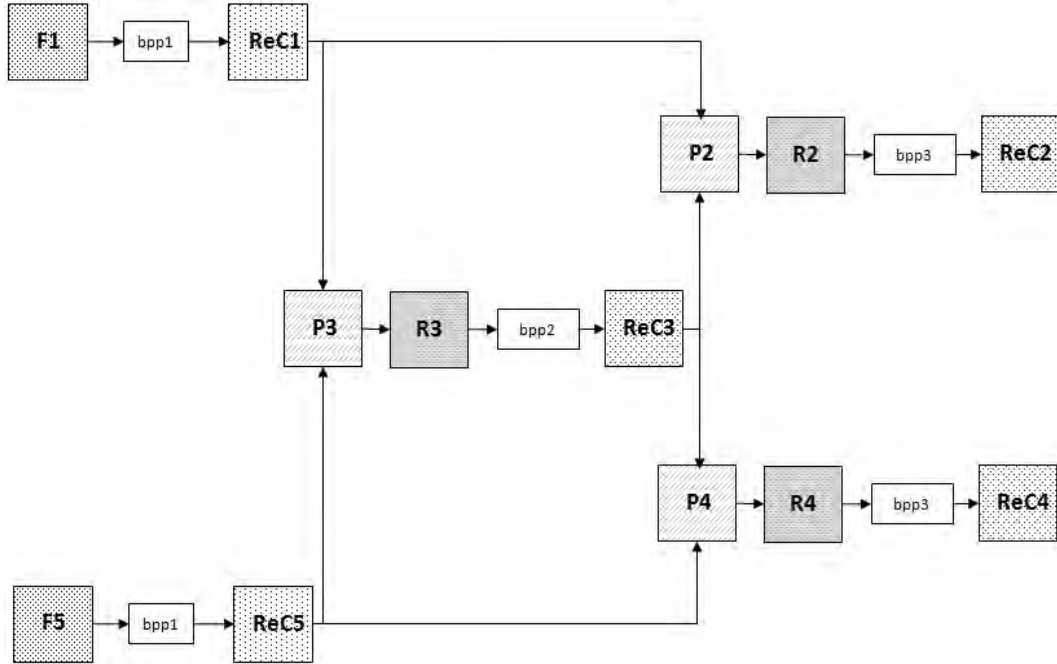 F1
bpp1
ReC1
P2
R2
bpp3
ReC2
P3
R3
bpp2
ReC3
P4
R4
bpp3
ReC4
F5
bpp1
ReC5